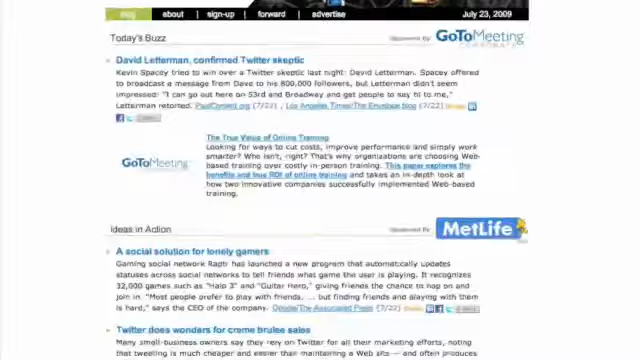 blog | about | sign-up | forward | advertise July 23, 2009
Today's Buzz Sponsored By GoToMeeting
CORPORATE
David Letterman, confirmed Twitter skeptic
Kevin Spacey tried to win over a Twitter skeptic last night: David Letterman. Spacey offered
to broadcast a message from Dave to his 800,000 followers, but Letterman didn't seem
impressed: "I can go out here on 53rd and Broadway and get people to say hi to me,"
Letterman retorted. PaidContent.org (7/22) , Los Angeles Times/The Envelope blog (7/22)
The True Value of Online Training
Looking for ways to cut costs, improve performance and simply work
smarter? Who isn't, right? That's why organizations are choosing Web-
GoToMeeting based training over costly in-person training. This paper explores the
benefits and true ROI of online training and takes an in-depth look at
how two innovative companies successfully implemented Web-based
training.
Ideas in Action Sponsored By MetLife
A social solution for lonely gamers
Gaming social network Raptr has launched a new program that automatically updates
statuses across social networks to tell friends what game the user is playing. It recognizes
32,000 games such as "Halo 3" and "Guitar Hero," giving friends the chance to hop on and
join in. "Most people prefer to play with friends, ... but finding friends and aligning with them
is hard," says the CEO of the company. Google/The Associated Press (7/22)
Twitter does wonders for creme brulee sales
Many small-business owners say they rely on Twitter for all their marketing efforts, noting
that tweeting is much cheaper and easier than maintaining a Web site — and often produces